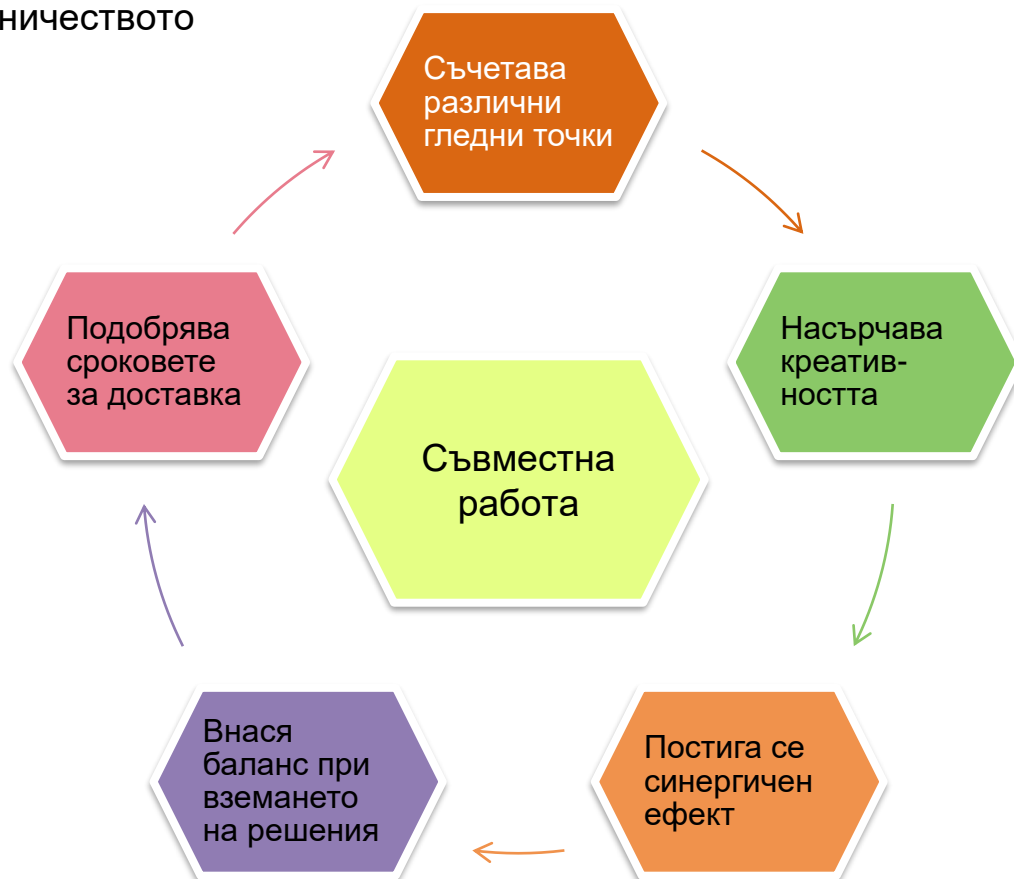 ничеството
Съчетава
различни
гледни точки
Насърчава
креатив-
ността
Постига се
синергичен
ефект
Внася
баланс при
вземането
на решения
Подобрява
сроковете
за доставка
Съвместна
работа